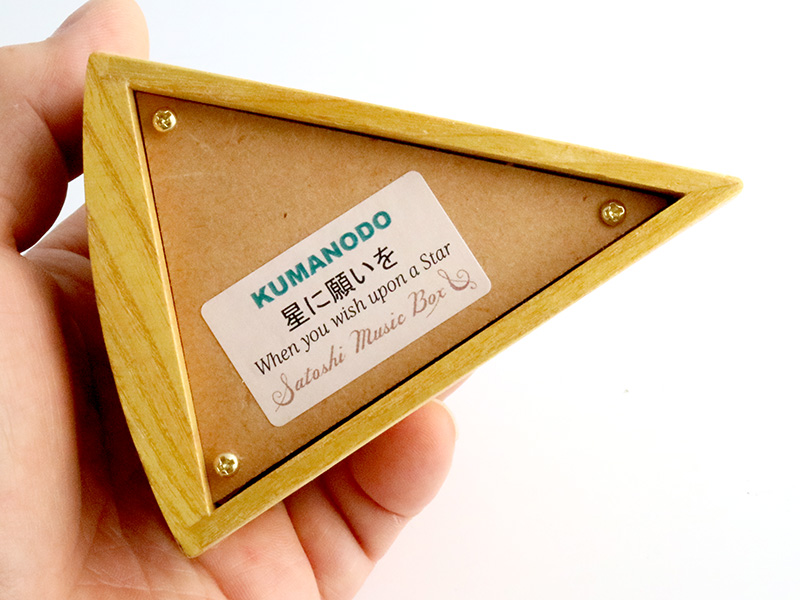 KUMANODO
星に願いを
When you wish upon a Star
Satoshi Music Box